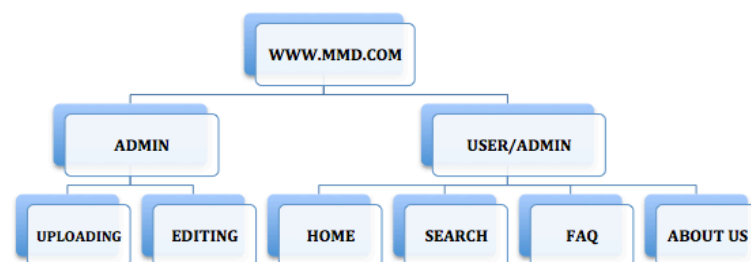 WWW.MMD.COM
ADMIN
USER/ADMIN
UPLOADING
EDITING
HOME
SEARCH
FAQ
ABOUT US